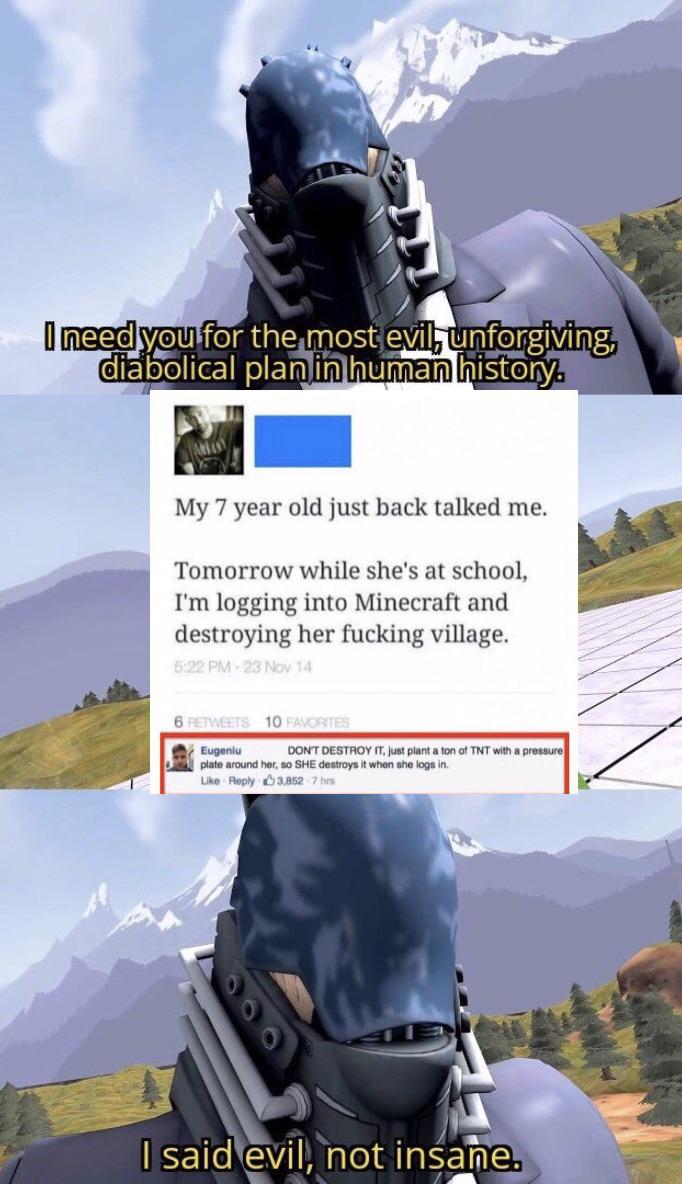 I need you for the most evil, unforgiving,
diabolical plan in human history.
My 7 year old just back talked me.
Tomorrow while she's at school,
I'm logging into Minecraft and
destroying her fucking village.
5:22 PM - 23 Nov 14
6 RETWEETS 10 FAVORITES
Eugeniu DON'T DESTROY IT, just plant a ton of TNT with a pressure
plate around her, so SHE destroys it when she logs in.
Like · Reply · 3,852 · 7 hrs
I said evil, not insane.